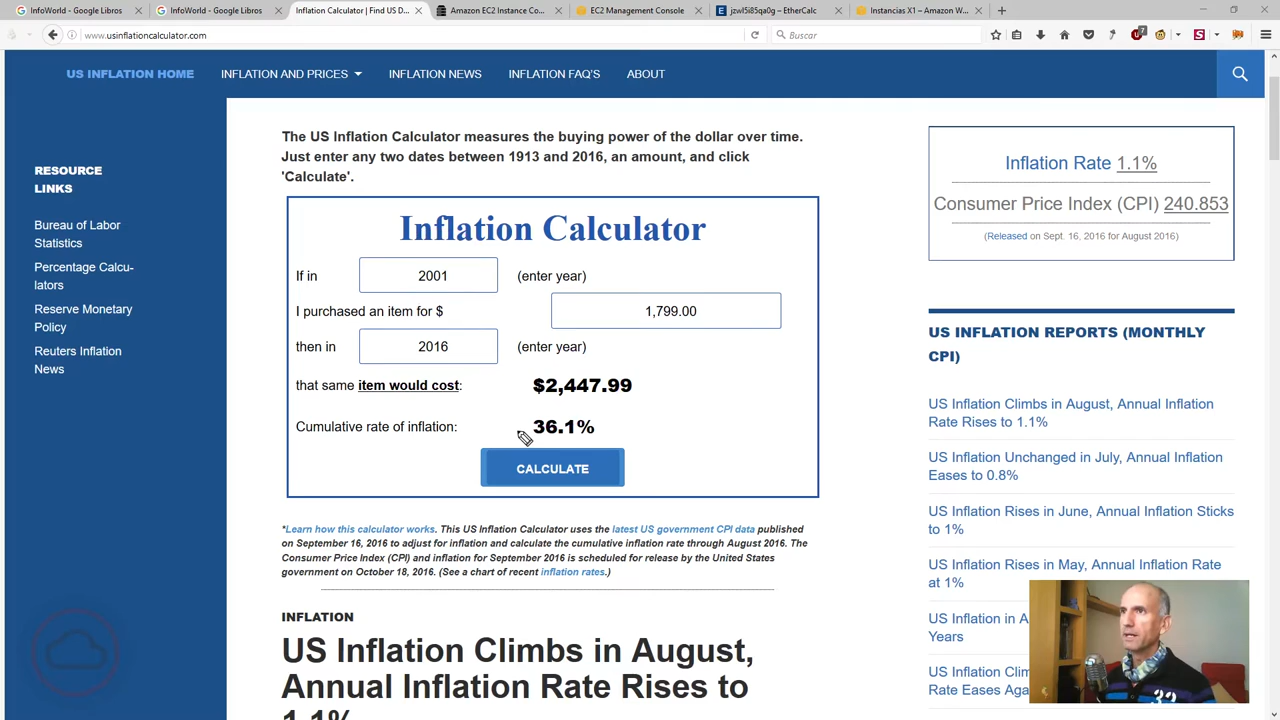 InfoWorld - Google Libros
InfoWorld - Google Libros
Inflation Calculator | Find US D...
Amazon EC2 Instance Co...
EC2 Management Console
jzwl5i85qa0g – EtherCalc
Instancias X1 – Amazon W...
www.usinflationcalculator.com
Buscar
7
S
US INFLATION HOME
INFLATION AND PRICES
INFLATION NEWS
INFLATION FAQ'S
ABOUT
RESOURCE
LINKS
Bureau of Labor
Statistics
Percentage Calcu-
lators
Reserve Monetary
Policy
Reuters Inflation
News
The US Inflation Calculator measures the buying power of the dollar over time.
Just enter any two dates between 1913 and 2016, an amount, and click
'Calculate'.
Inflation Calculator
If in 2001 (enter year)
I purchased an item for $ 1,799.00
then in 2016 (enter year)
that same item would cost: $2,447.99
Cumulative rate of inflation: 36.1%
CALCULATE
*Learn how this calculator works. This US Inflation Calculator uses the latest US government CPI data published
on September 16, 2016 to adjust for inflation and calculate the cumulative inflation rate through August 2016. The
Consumer Price Index (CPI) and inflation for September 2016 is scheduled for release by the United States
government on October 18, 2016. (See a chart of recent inflation rates.)
INFLATION
US Inflation Climbs in August,
Annual Inflation Rate Rises to
1.1%
Inflation Rate 1.1%
Consumer Price Index (CPI) 240.853
(Released on Sept. 16, 2016 for August 2016)
US INFLATION REPORTS (MONTHLY
CPI)
US Inflation Climbs in August, Annual Inflation
Rate Rises to 1.1%
US Inflation Unchanged in July, Annual Inflation
Eases to 0.8%
US Inflation Rises in June, Annual Inflation Sticks
to 1%
US Inflation Rises in May, Annual Inflation Rate
at 1%
US Inflation in A
Years
US Inflation Clim
Rate Eases Aga
32